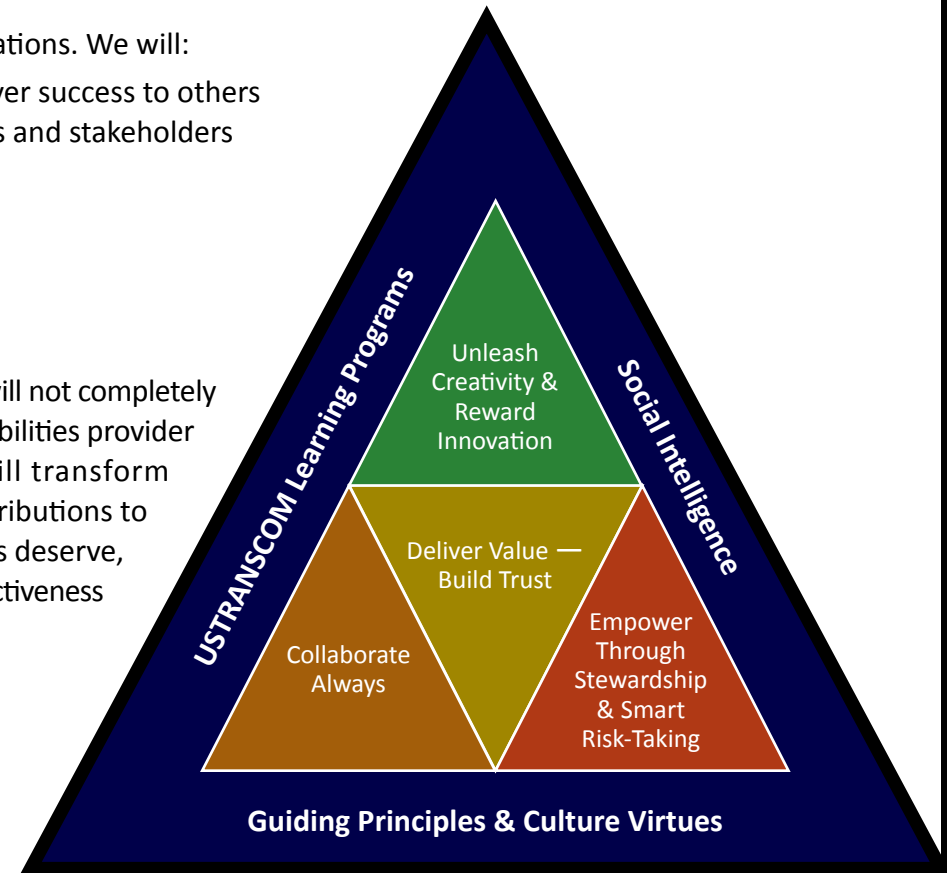 ations. We will:
ver success to others
s and stakeholders
ill not completely
bilities provider
ill transform
ributions to
s deserve,
ctiveness
USTRANSCOM Learning Programs
Social Intelligence
Unleash
Creativity &
Reward
Innovation
Deliver Value —
Build Trust
Collaborate
Always
Empower
Through
Stewardship
& Smart
Risk-Taking
Guiding Principles & Culture Virtues